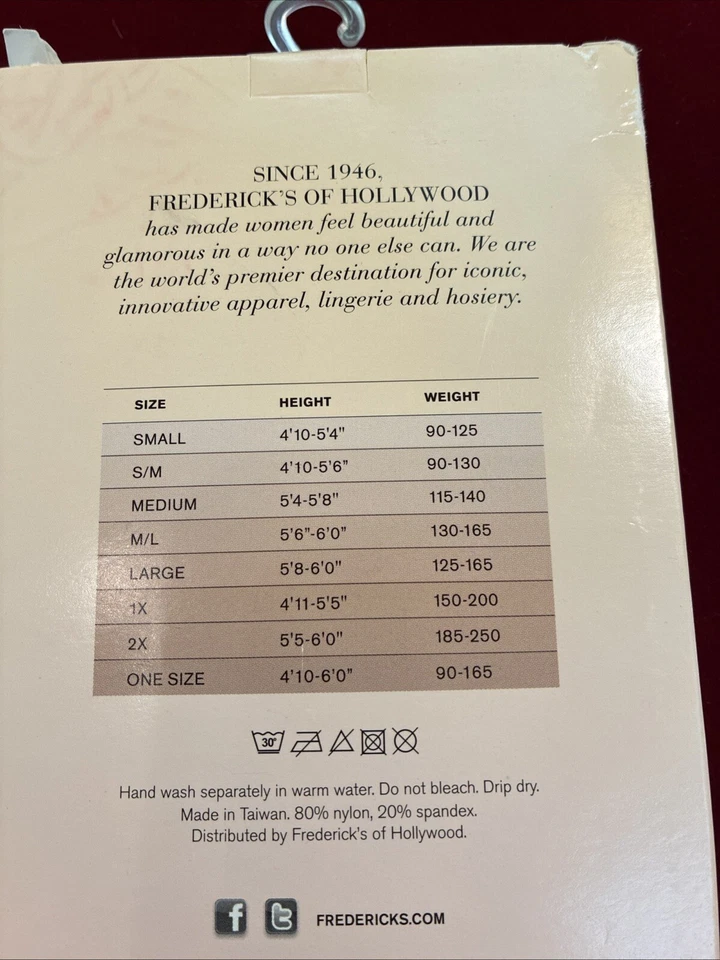 SINCE 1946,
FREDERICK'S OF HOLLYWOOD
has made women feel beautiful and
glamorous in a way no one else can. We are
the world's premier destination for iconic,
innovative apparel, lingerie and hosiery.
SIZE HEIGHT WEIGHT
SMALL 4'10-5'4" 90-125
S/M 4'10-5'6" 90-130
MEDIUM 5'4-5'8" 115-140
M/L 5'6"-6'0" 130-165
LARGE 5'8-6'0" 125-165
1X 4'11-5'5" 150-200
2X 5'5-6'0" 185-250
ONE SIZE 4'10-6'0" 90-165
30°
Hand wash separately in warm water. Do not bleach. Drip dry.
Made in Taiwan. 80% nylon, 20% spandex.
Distributed by Frederick's of Hollywood.
f t FREDERICKS.COM